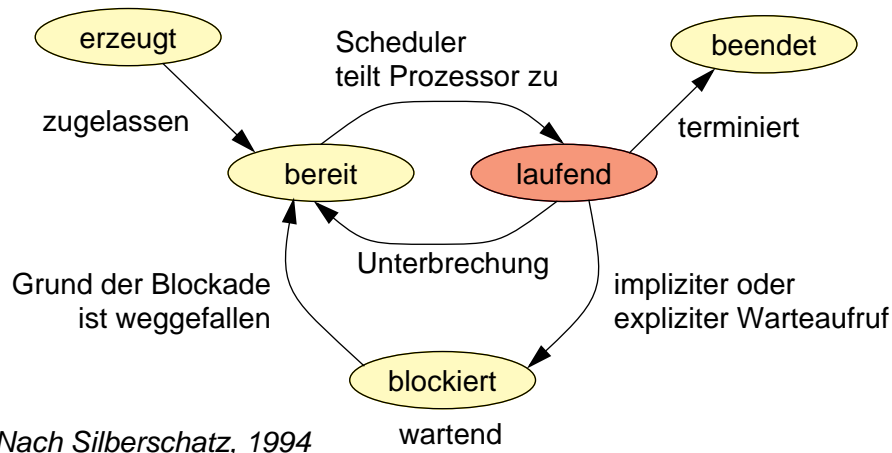 erzeugt
Scheduler
teilt Prozessor zu
beendet
zugelassen
terminiert
bereit
laufend
Unterbrechung
Grund der Blockade
ist weggefallen
impliziter oder
expliziter Warteaufruf
blockiert
wartend
Nach Silberschatz, 1994